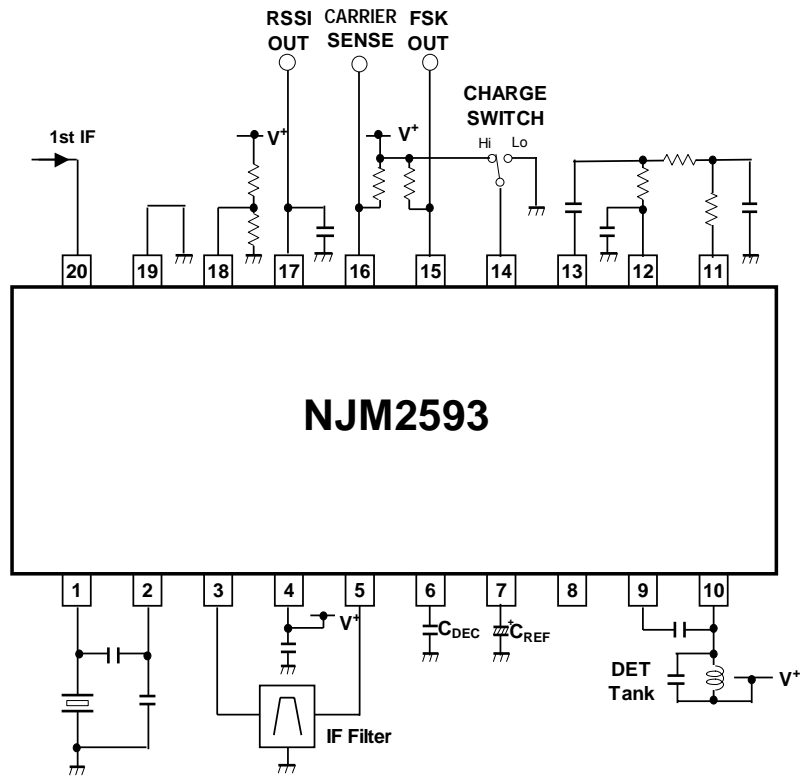 RSSI OUT
CARRIER SENSE
FSK OUT
CHARGE SWITCH
Hi Lo
1st IF
V+
V+
20 19 18 17 16 15 14 13 12 11
NJM2593
1 2 3 4 5 6 7 8 9 10
V+
+
CDEC
CREF
IF Filter
DET Tank
V+